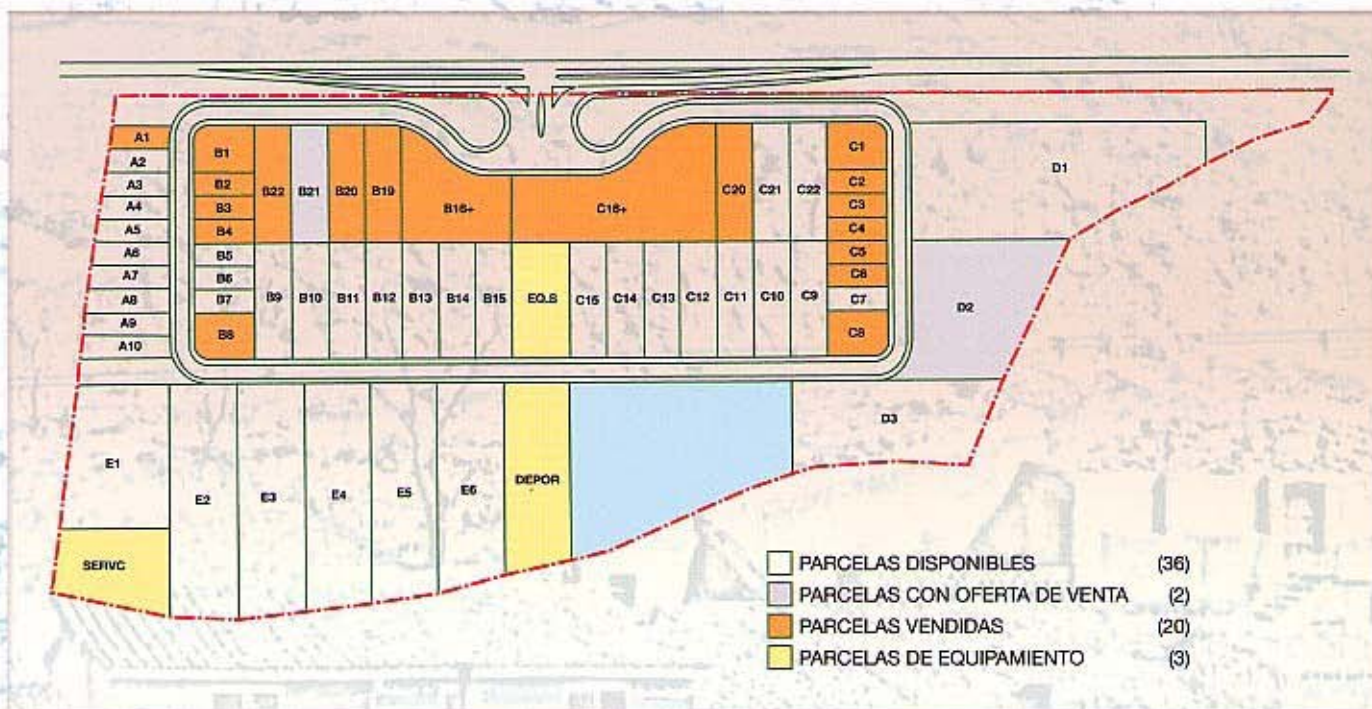 A1
A2
A3
A4
A5
A6
A7
A8
A9
A10
B1
B2
B3
B4
B5
B6
B7
B8
B22
B21
B20
B19
B16+
C16+
C20
C21
C22
B9
B10
B11
B12
B13
B14
B15
EQ.S
C15
C14
C13
C12
C11
C10
C9
C1
C2
C3
C4
C5
C6
C7
C8
D1
D2
D3
E1
E2
E3
E4
E5
E6
DEPOR
SERVC
PARCELAS DISPONIBLES (36)
PARCELAS CON OFERTA DE VENTA (2)
PARCELAS VENDIDAS (20)
PARCELAS DE EQUIPAMIENTO (3)